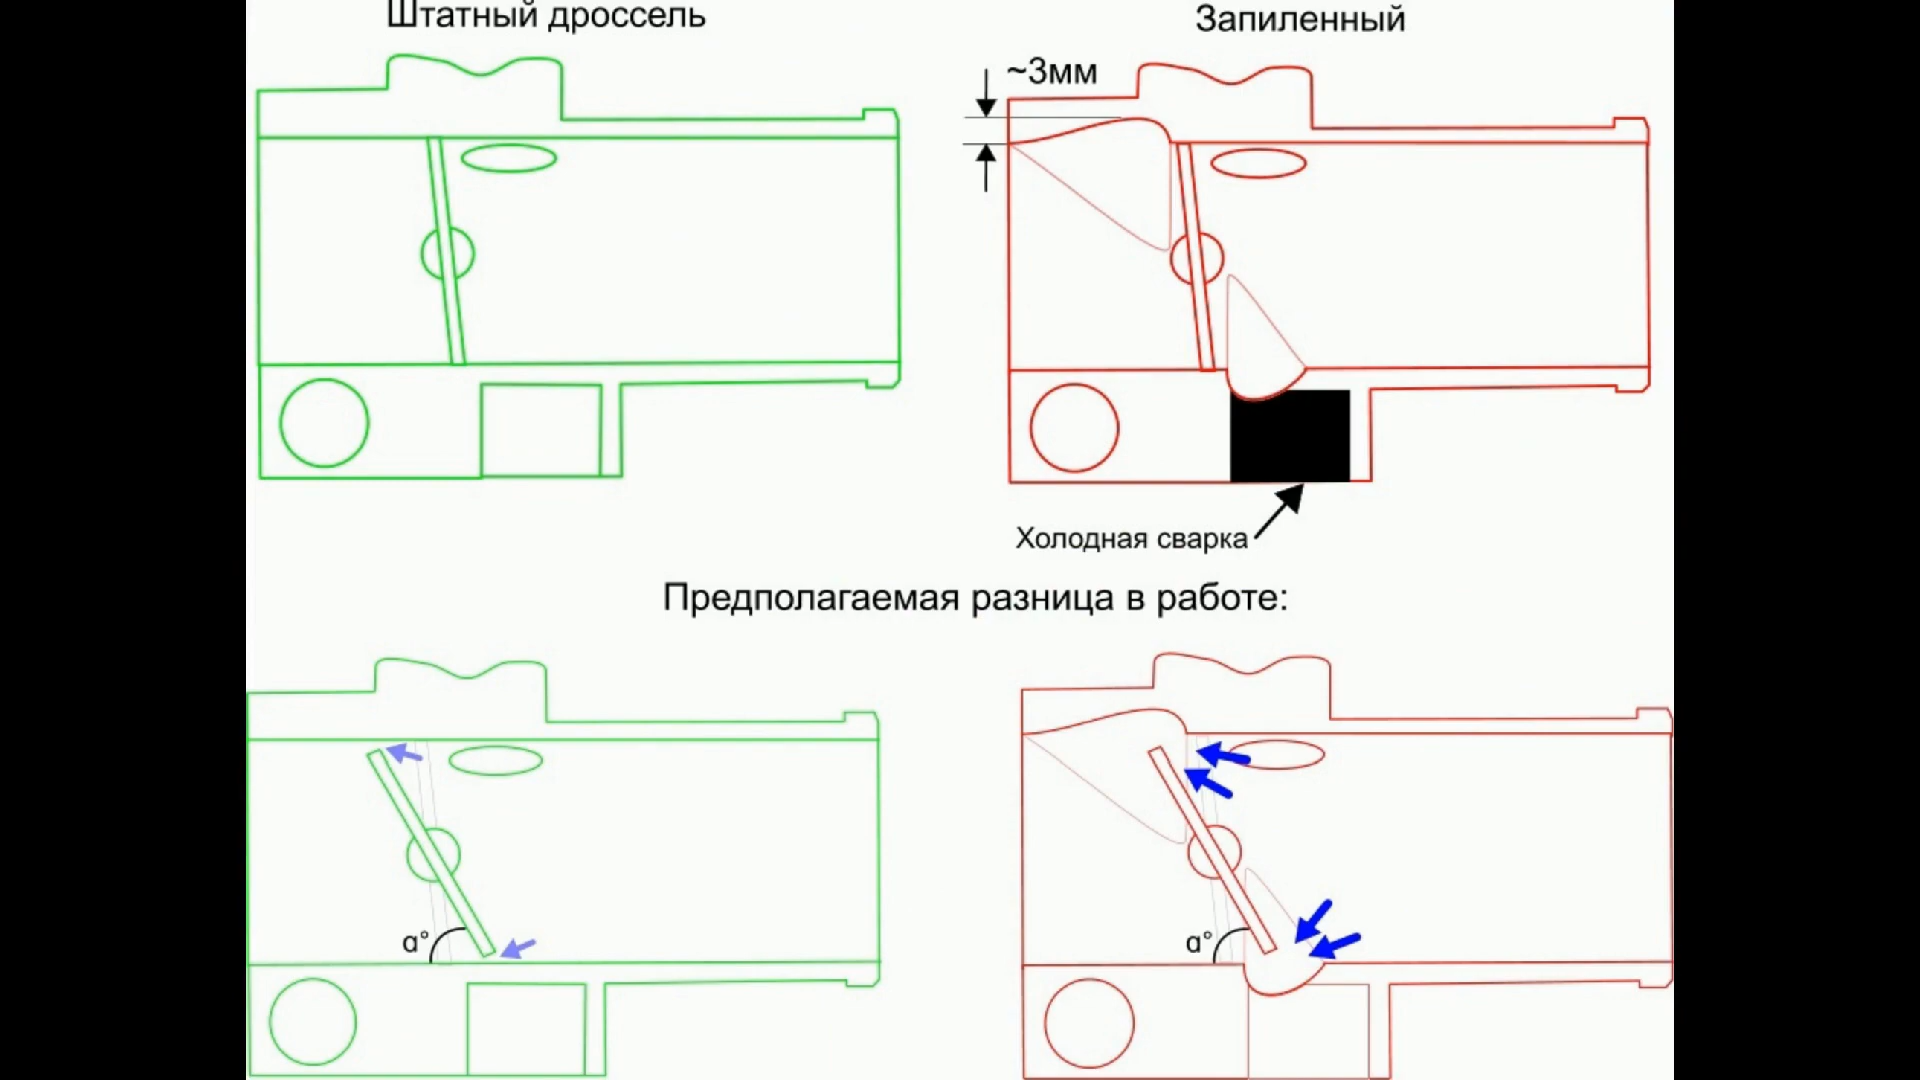 Штатный дроссель
Запиленный
~3мм
Холодная сварка
Предполагаемая разница в работе:
α°
α°